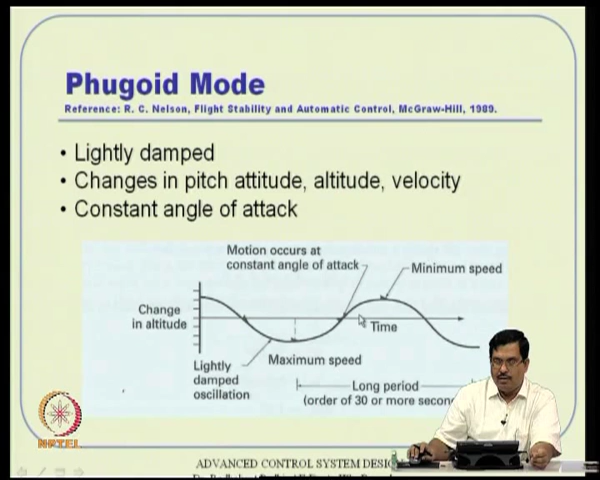 Phugoid Mode
Reference: R. C. Nelson, Flight Stability and Automatic Control, McGraw-Hill, 1989.
• Lightly damped
• Changes in pitch attitude, altitude, velocity
• Constant angle of attack
Motion occurs at
constant angle of attack
Minimum speed
Change
in altitude
Time
Maximum speed
Lightly
damped
oscillation
Long period
(order of 30 or more
NPTEL
ADVANCED CONTROL SYSTEM